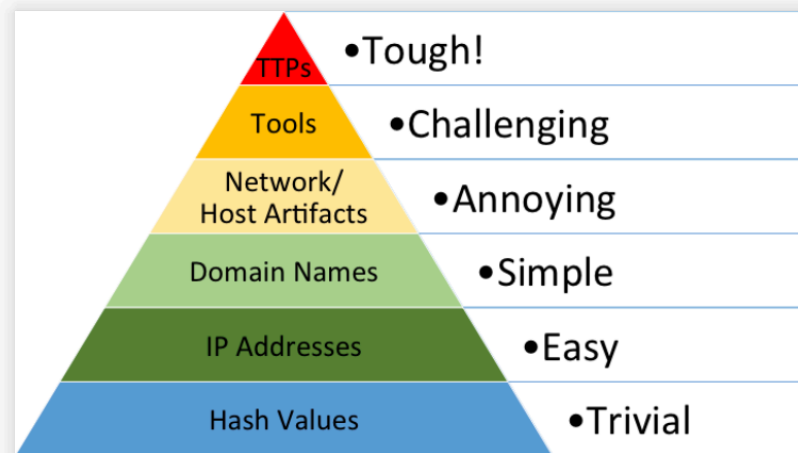 TTPs
•Tough!
Tools
•Challenging
Network/
Host Artifacts
•Annoying
Domain Names
•Simple
IP Addresses
•Easy
Hash Values
•Trivial